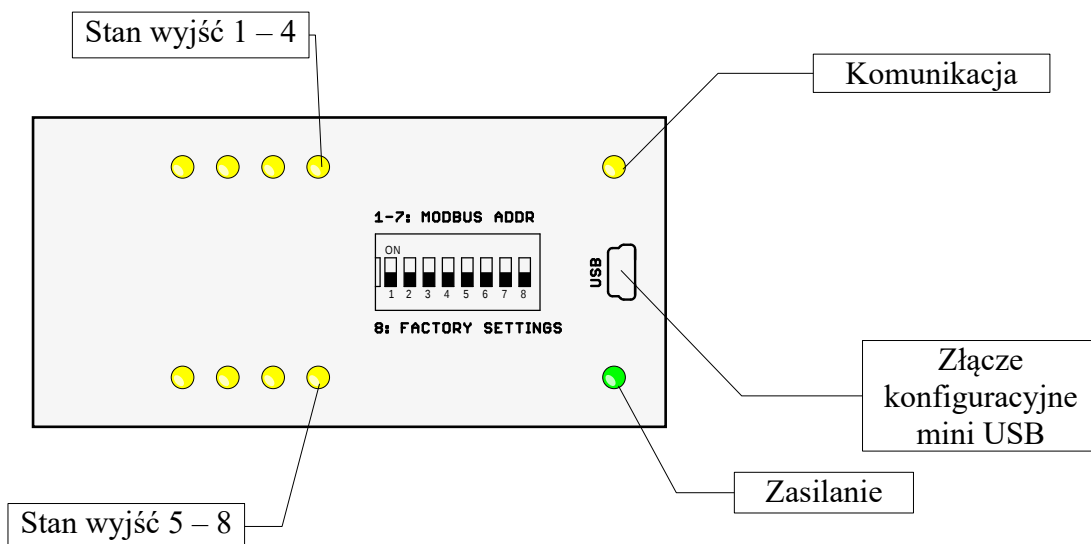 Stan wyjść 1 – 4
Komunikacja
1-7: MODBUS ADDR
ON
1 2 3 4 5 6 7 8
USB
8: FACTORY SETTINGS
Złącze
konfiguracyjne
mini USB
Zasilanie
Stan wyjść 5 – 8